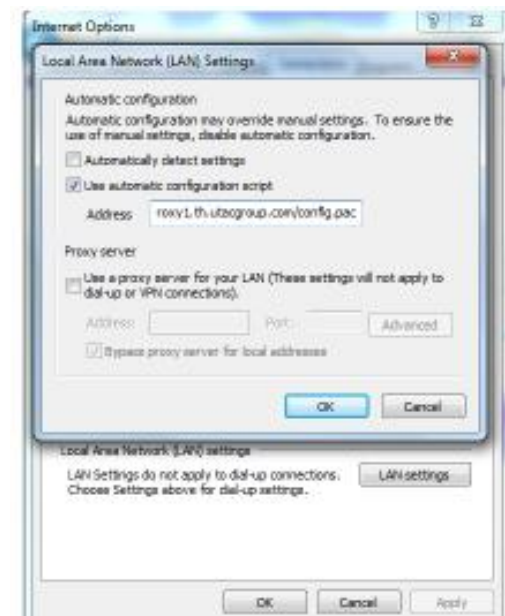 Internet Options
Local Area Network (LAN) Settings
Automatic configuration
Automatic configuration may override manual settings. To ensure the
use of manual settings, disable automatic configuration.
Automatically detect settings
Use automatic configuration script
Address roxy1.th.utacgroup.com/config.pac
Proxy server
Use a proxy server for your LAN (These settings will not apply to
dial-up or VPN connections).
Address: Port: Advanced
Bypass proxy server for local addresses
OK Cancel
Local Area Network (LAN) settings
LAN Settings do not apply to dial-up connections. LAN settings
Choose Settings above for dial-up settings.
OK Cancel Apply